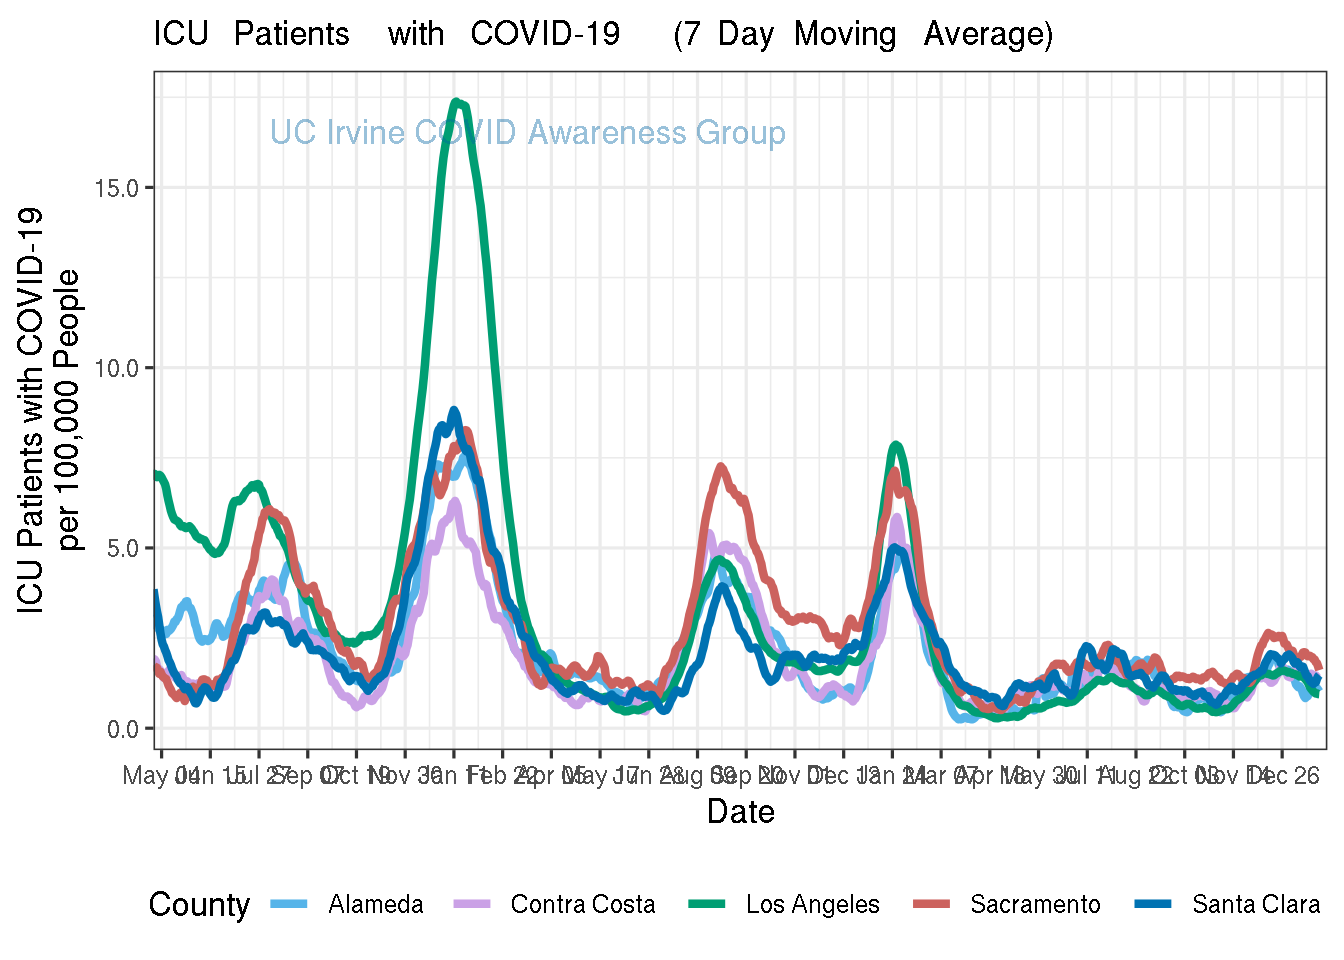 ICU Patients with COVID-19 (7 Day Moving Average)
UC Irvine COVID Awareness Group
ICU Patients with COVID-19
per 100,000 People
15.0
10.0
5.0
0.0
May 04 Jun 15 Jul 27 Sep 07 Oct 19 Nov 30 Jan 11 Feb 22 Apr 05 May 17 Jun 28 Aug 09 Sep 20 Nov 01 Dec 13 Jan 24 Mar 07 Apr 18 May 30 Jul 11 Aug 22 Oct 03 Nov 14 Dec 26
Date
County Alameda Contra Costa Los Angeles Sacramento Santa Clara